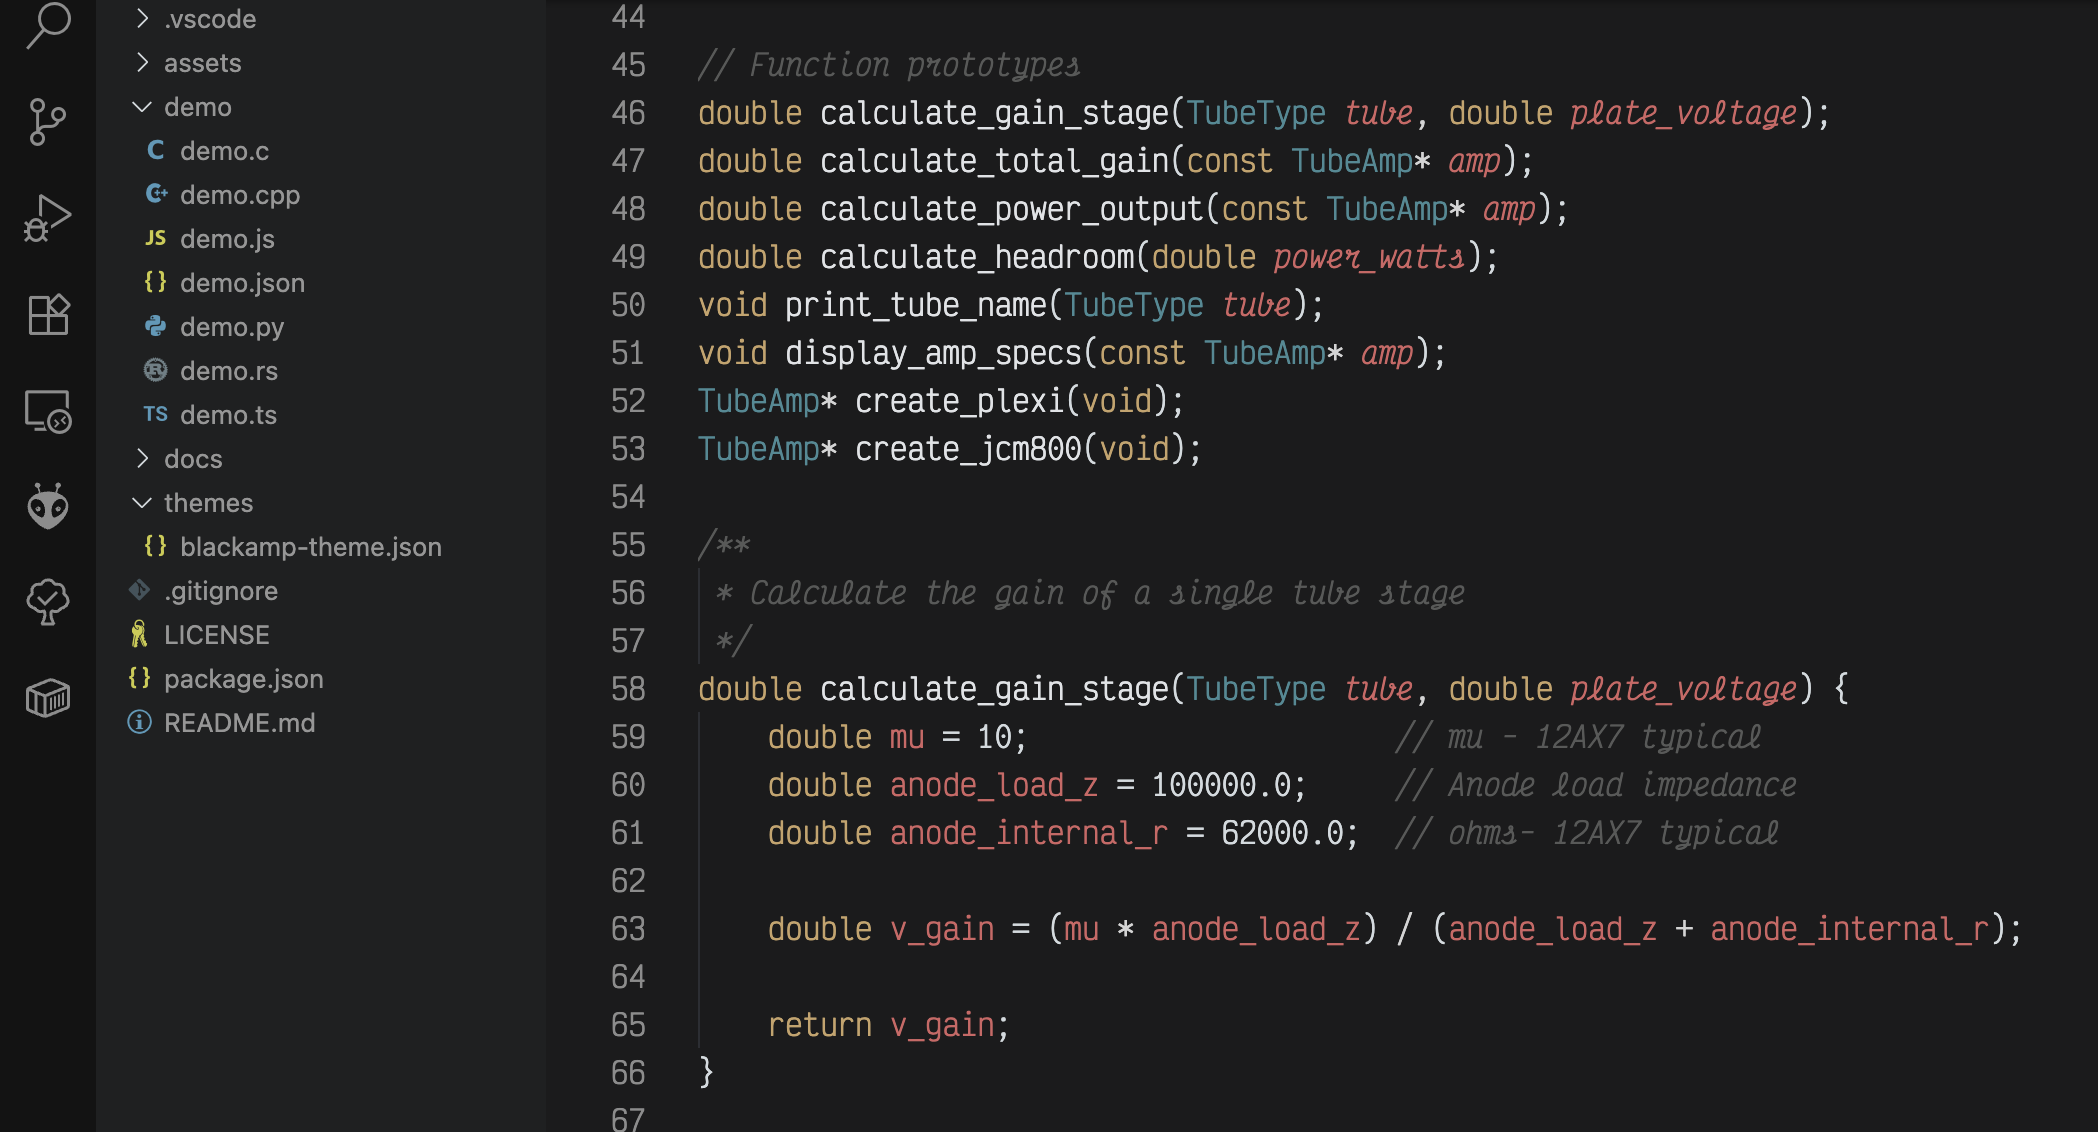 .vscode
assets
demo
C demo.c
C++ demo.cpp
JS demo.js
{} demo.json
demo.py
R demo.rs
TS demo.ts
docs
themes
{} blackamp-theme.json
.gitignore
LICENSE
{} package.json
i README.md
44
45 // Function prototypes
46 double calculate_gain_stage(TubeType tube, double plate_voltage);
47 double calculate_total_gain(const TubeAmp* amp);
48 double calculate_power_output(const TubeAmp* amp);
49 double calculate_headroom(double power_watts);
50 void print_tube_name(TubeType tube);
51 void display_amp_specs(const TubeAmp* amp);
52 TubeAmp* create_plexi(void);
53 TubeAmp* create_jcm800(void);
54
55 /**
56 * Calculate the gain of a single tube stage
57 */
58 double calculate_gain_stage(TubeType tube, double plate_voltage) {
59 double mu = 10; // mu - 12AX7 typical
60 double anode_load_z = 100000.0; // Anode load impedance
61 double anode_internal_r = 62000.0; // ohms- 12AX7 typical
62
63 double v_gain = (mu * anode_load_z) / (anode_load_z + anode_internal_r);
64
65 return v_gain;
66 }
67